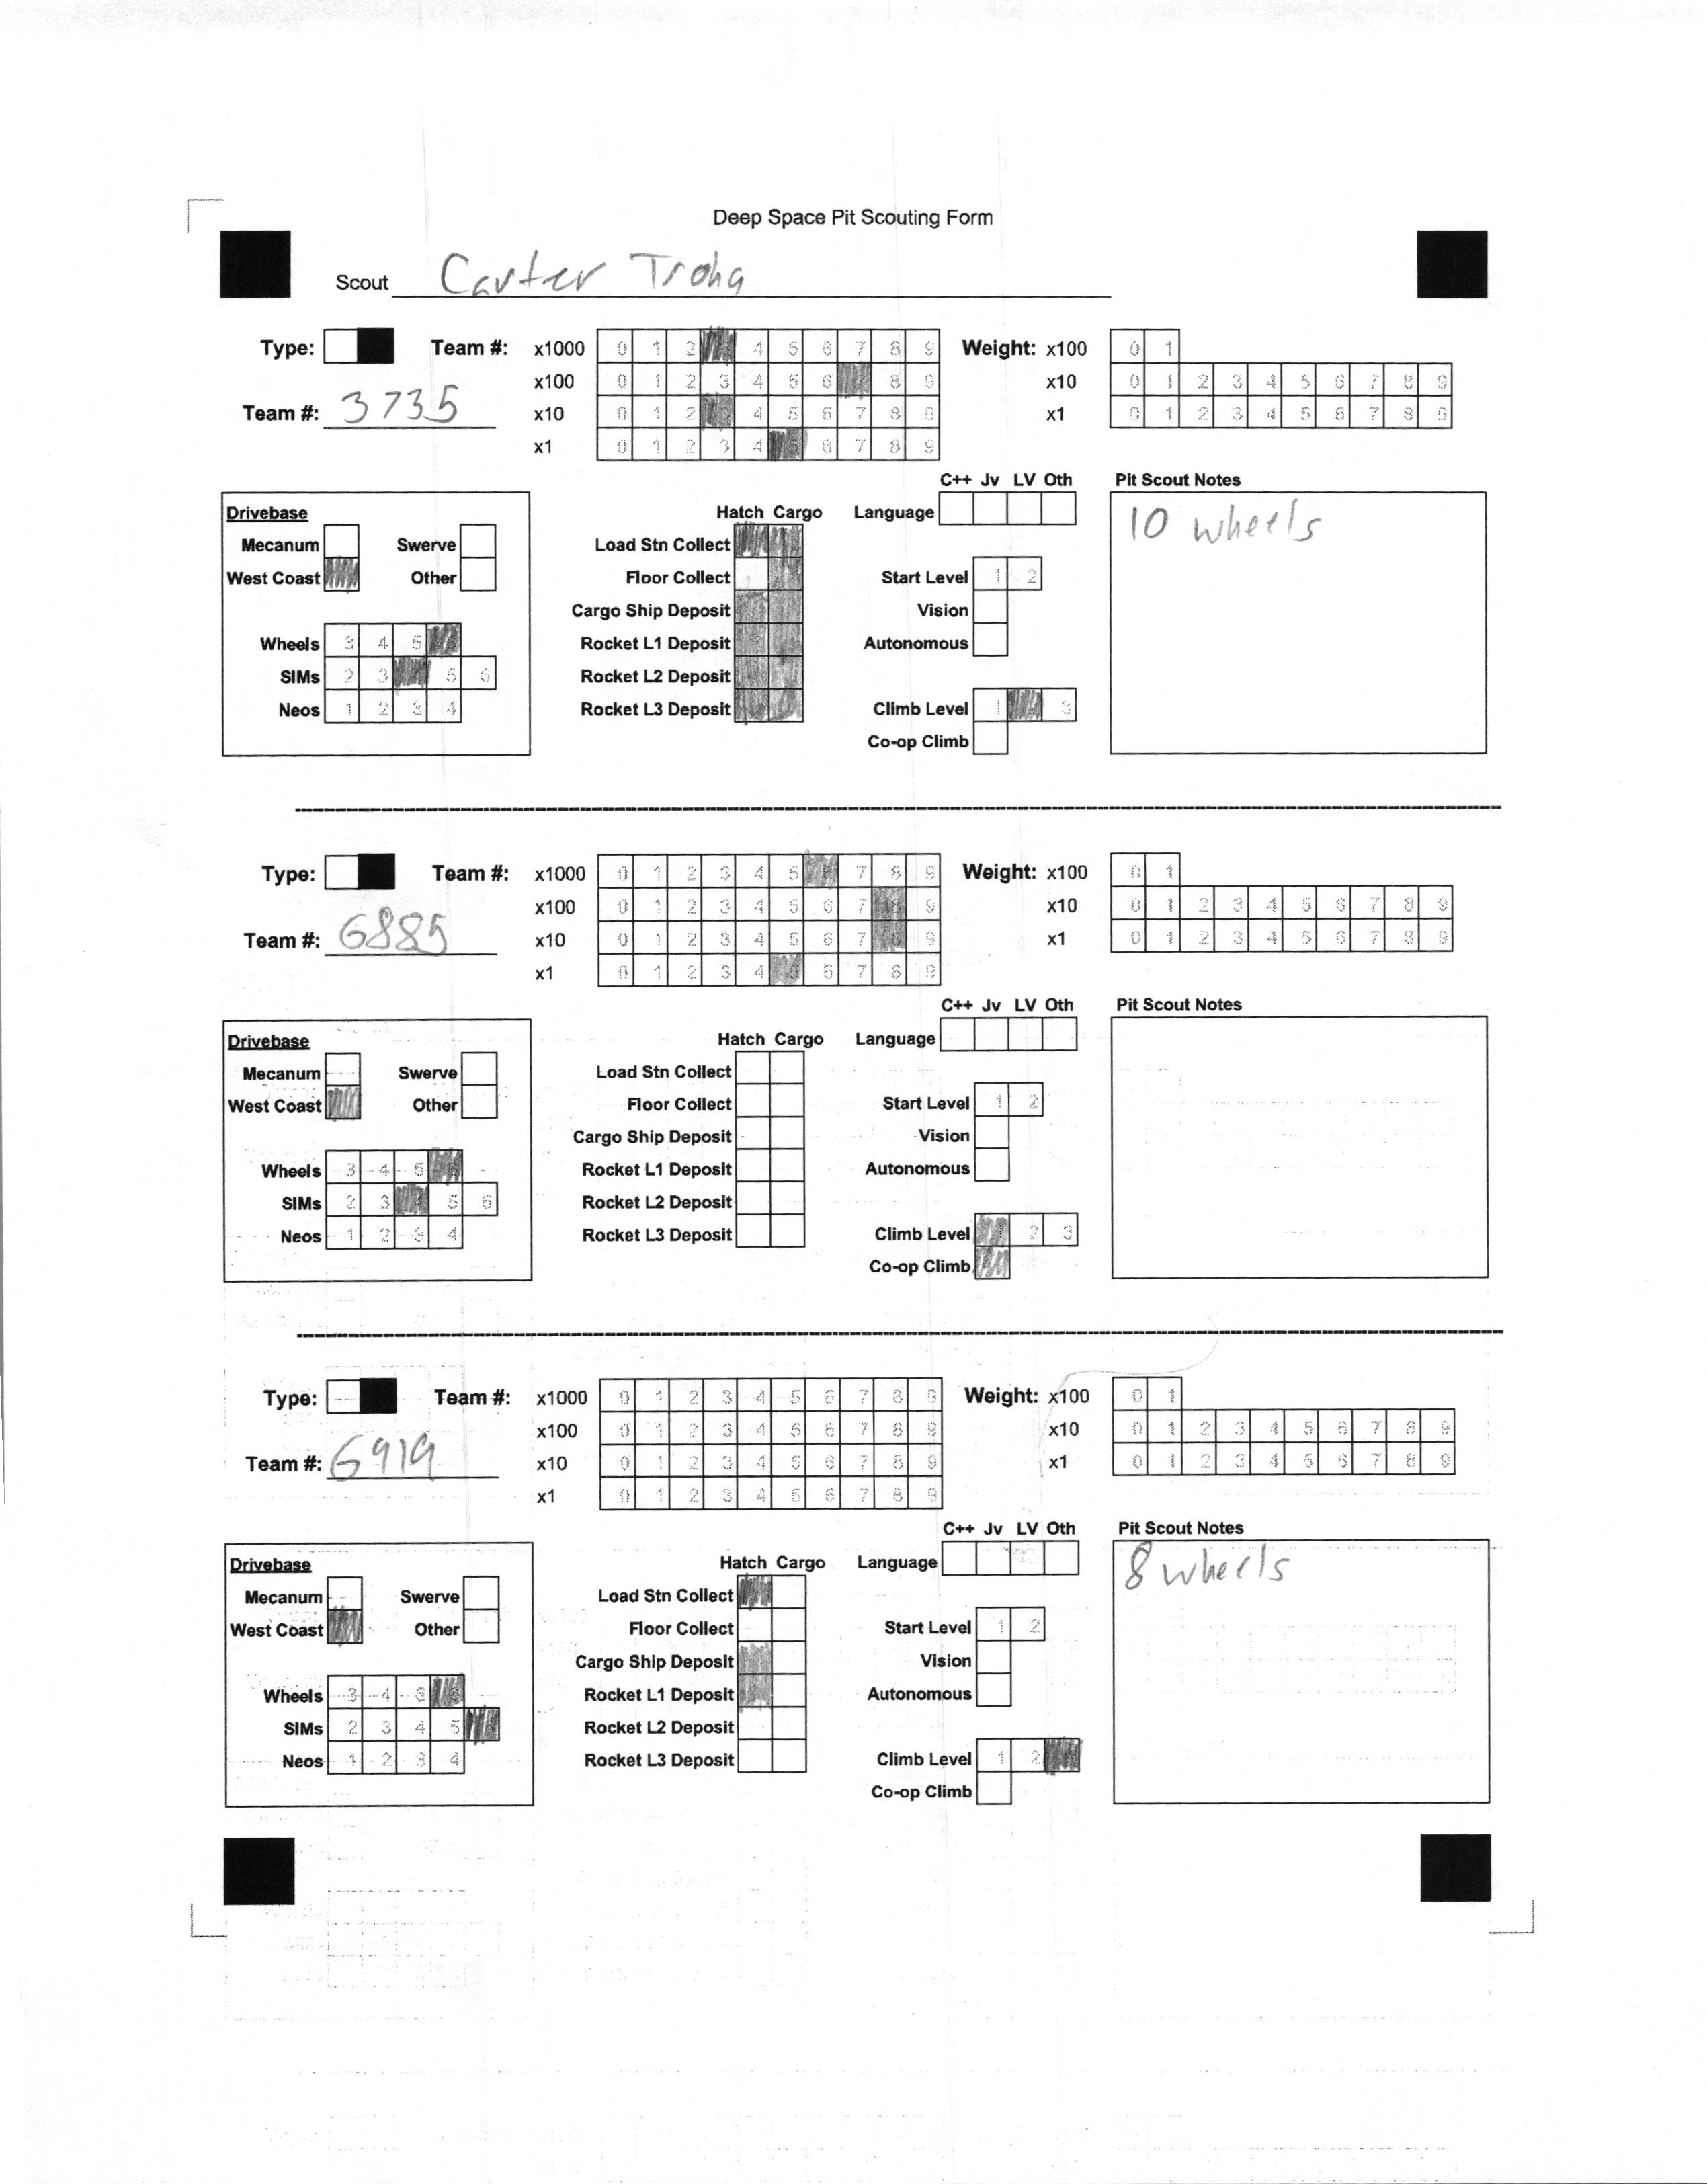 Deep Space Pit Scouting Form
Scout Carter Troha
Type: Team #: x1000 0 1 2 4 5 6 7 8 9 Weight: x100 0 1
x100 0 1 2 3 4 5 6 8 9 x10 0 1 2 3 4 5 6 7 8 9
Team #: 3735 x10 0 1 2 4 5 6 7 8 9 x1 0 1 2 3 4 5 6 7 8 9
x1 0 1 2 3 4 6 7 8 9
C++ Jv LV Oth Pit Scout Notes
Drivebase Hatch Cargo Language 10 wheels
Mecanum Swerve Load Stn Collect
West Coast Other Floor Collect Start Level 1 2
Cargo Ship Deposit Vision
Wheels 3 4 5 Rocket L1 Deposit Autonomous
SIMs 2 3 5 6 Rocket L2 Deposit
Neos 1 2 3 4 Rocket L3 Deposit Climb Level 1 3
Co-op Climb
Type: Team #: x1000 0 1 2 3 4 5 7 8 9 Weight: x100 0 1
x100 0 1 2 3 4 5 6 7 9 x10 0 1 2 3 4 5 6 7 8 9
Team #: 6885 x10 0 1 2 3 4 5 6 7 9 x1 0 1 2 3 4 5 6 7 8 9
x1 0 1 2 3 4 6 7 8 9
C++ Jv LV Oth Pit Scout Notes
Drivebase Hatch Cargo Language
Mecanum Swerve Load Stn Collect
West Coast Other Floor Collect Start Level 1 2
Cargo Ship Deposit Vision
Wheels 3 4 5 Rocket L1 Deposit Autonomous
SIMs 2 3 5 6 Rocket L2 Deposit
Neos 1 2 3 4 Rocket L3 Deposit Climb Level 2 3
Co-op Climb
Type: Team #: x1000 0 1 2 3 4 5 6 7 8 9 Weight: x100 0 1
x100 0 1 2 3 4 5 6 7 8 9 x10 0 1 2 3 4 5 6 7 8 9
Team #: 6919 x10 0 1 2 3 4 5 6 7 8 9 x1 0 1 2 3 4 5 6 7 8 9
x1 0 1 2 3 4 5 6 7 8 9
C++ Jv LV Oth Pit Scout Notes
Drivebase Hatch Cargo Language 8 wheels
Mecanum Swerve Load Stn Collect
West Coast Other Floor Collect Start Level 1 2
Cargo Ship Deposit Vision
Wheels 3 4 5 Rocket L1 Deposit Autonomous
SIMs 2 3 4 5 Rocket L2 Deposit
Neos 1 2 3 4 Rocket L3 Deposit Climb Level 1 2
Co-op Climb